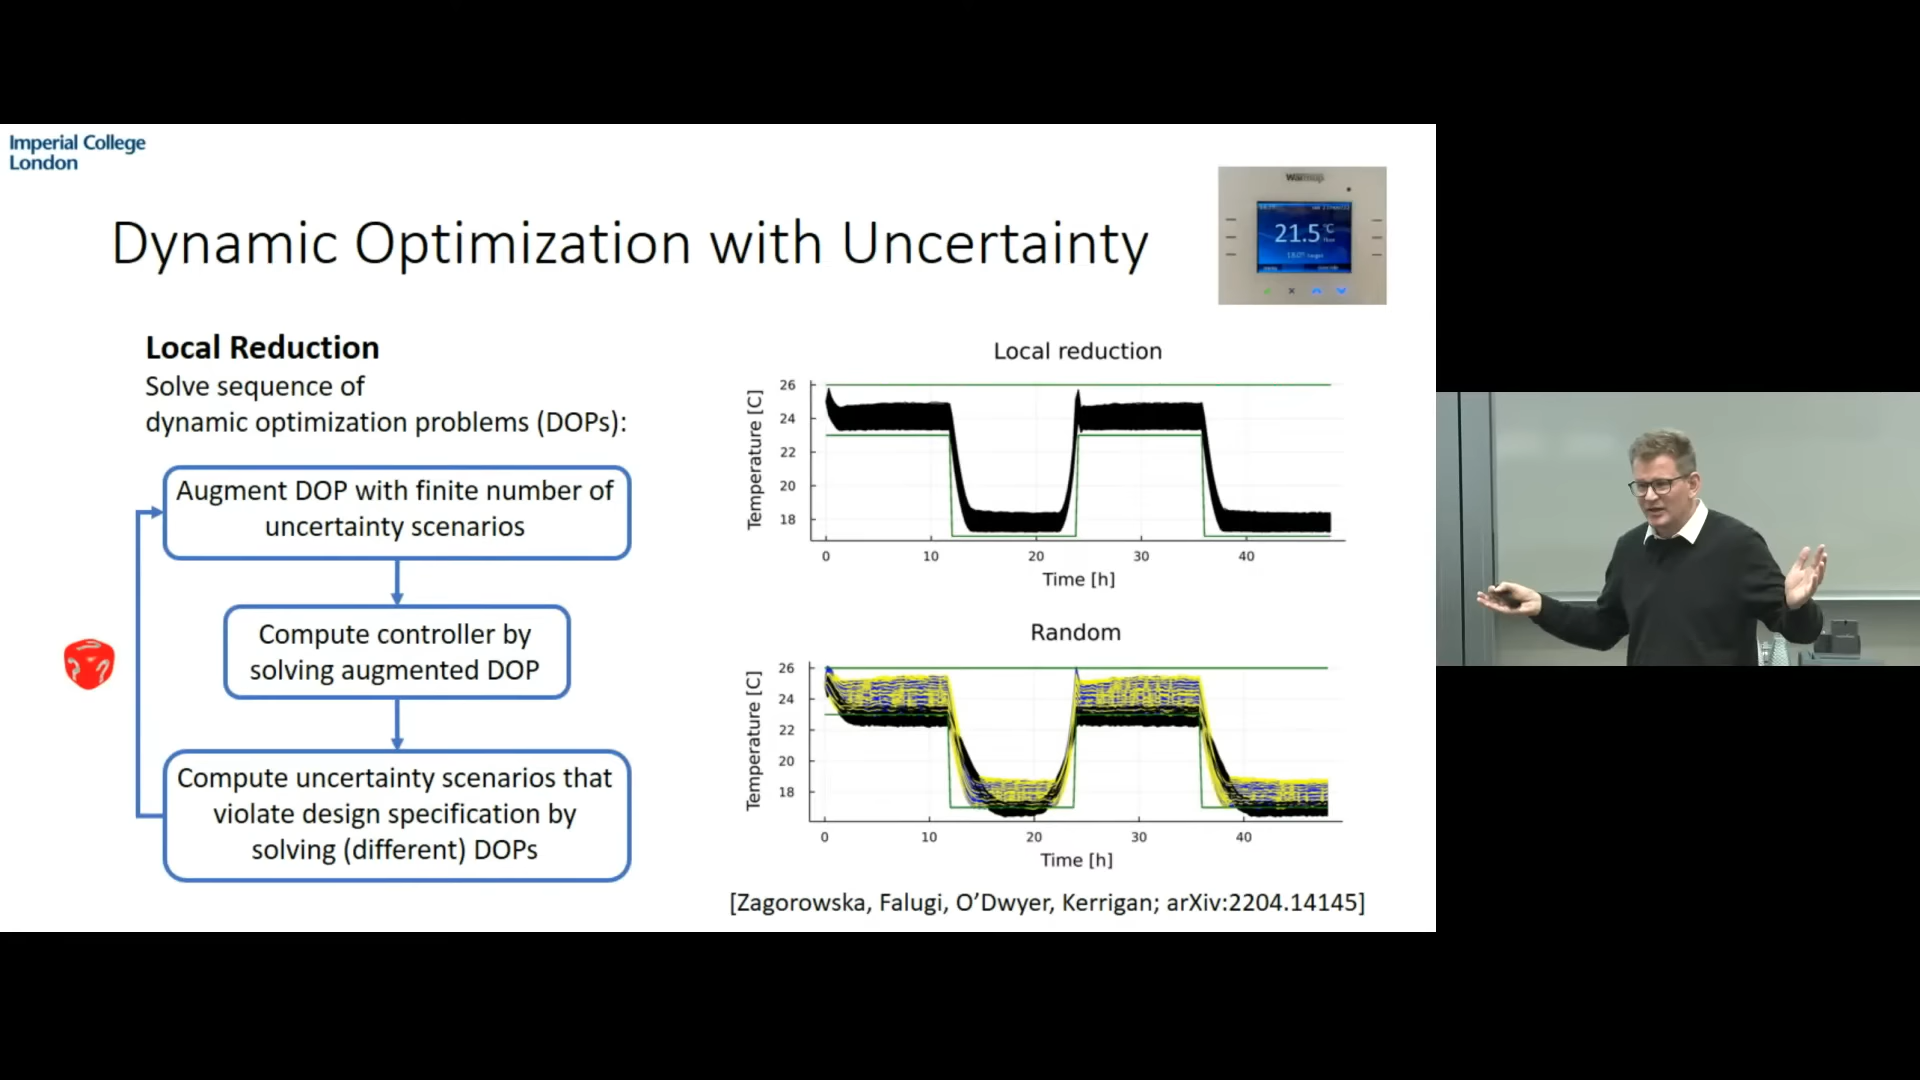 Imperial College
London
Dynamic Optimization with Uncertainty
Warmup
21.5°C
Local Reduction
Solve sequence of
dynamic optimization problems (DOPs):
Augment DOP with finite number of
uncertainty scenarios
Compute controller by
solving augmented DOP
Compute uncertainty scenarios that
violate design specification by
solving (different) DOPs
Local reduction
Temperature [C]
26
24
22
20
18
0 10 20 30 40
Time [h]
Random
Temperature [C]
26
24
22
20
18
0 10 20 30 40
Time [h]
[Zagorowska, Falugi, O’Dwyer, Kerrigan; arXiv:2204.14145]